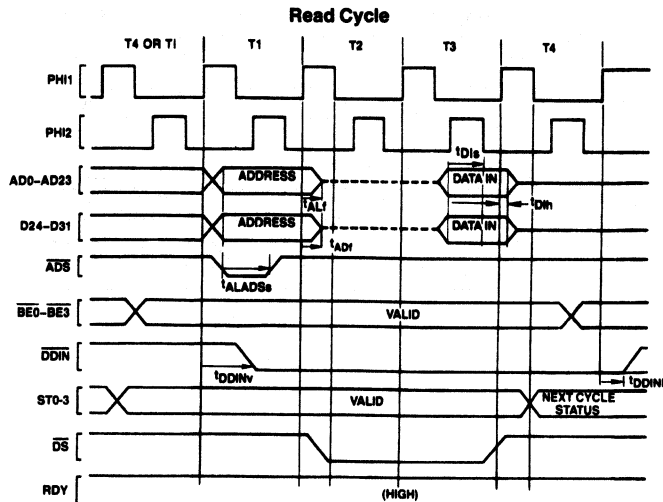 Read Cycle
T4 OR TI T1 T2 T3 T4
PHI1
PHI2
tDIs
AD0–AD23 ADDRESS DATA IN
tALf tDIh
D24–D31 ADDRESS DATA IN
tADf
ADS
tALADSs
BE0–BE3 VALID
DDIN
tDDINv tDDINh
ST0-3 VALID NEXT CYCLE
STATUS
DS
RDY (HIGH)